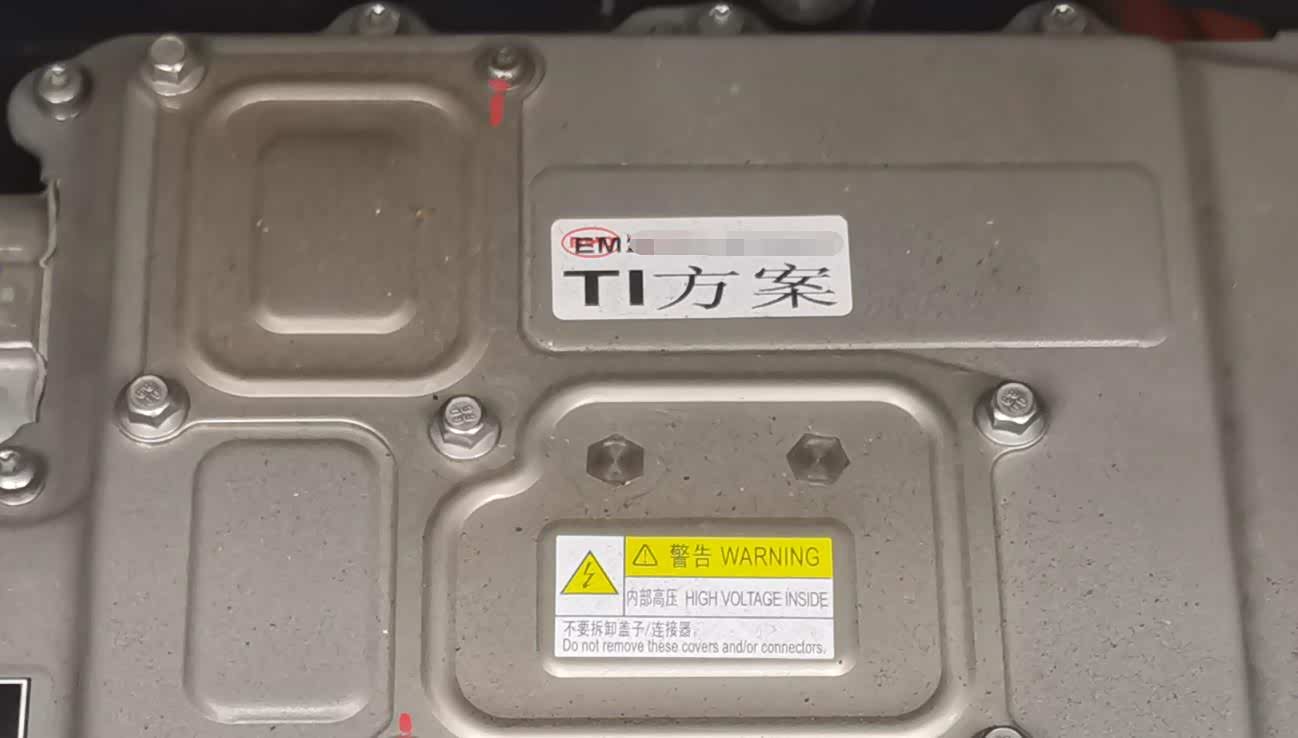 EM
TI方案
警告 WARNING
内部高压 HIGH VOLTAGE INSIDE
不要拆卸盖子/连接器。
Do not remove these covers and/or connectors.